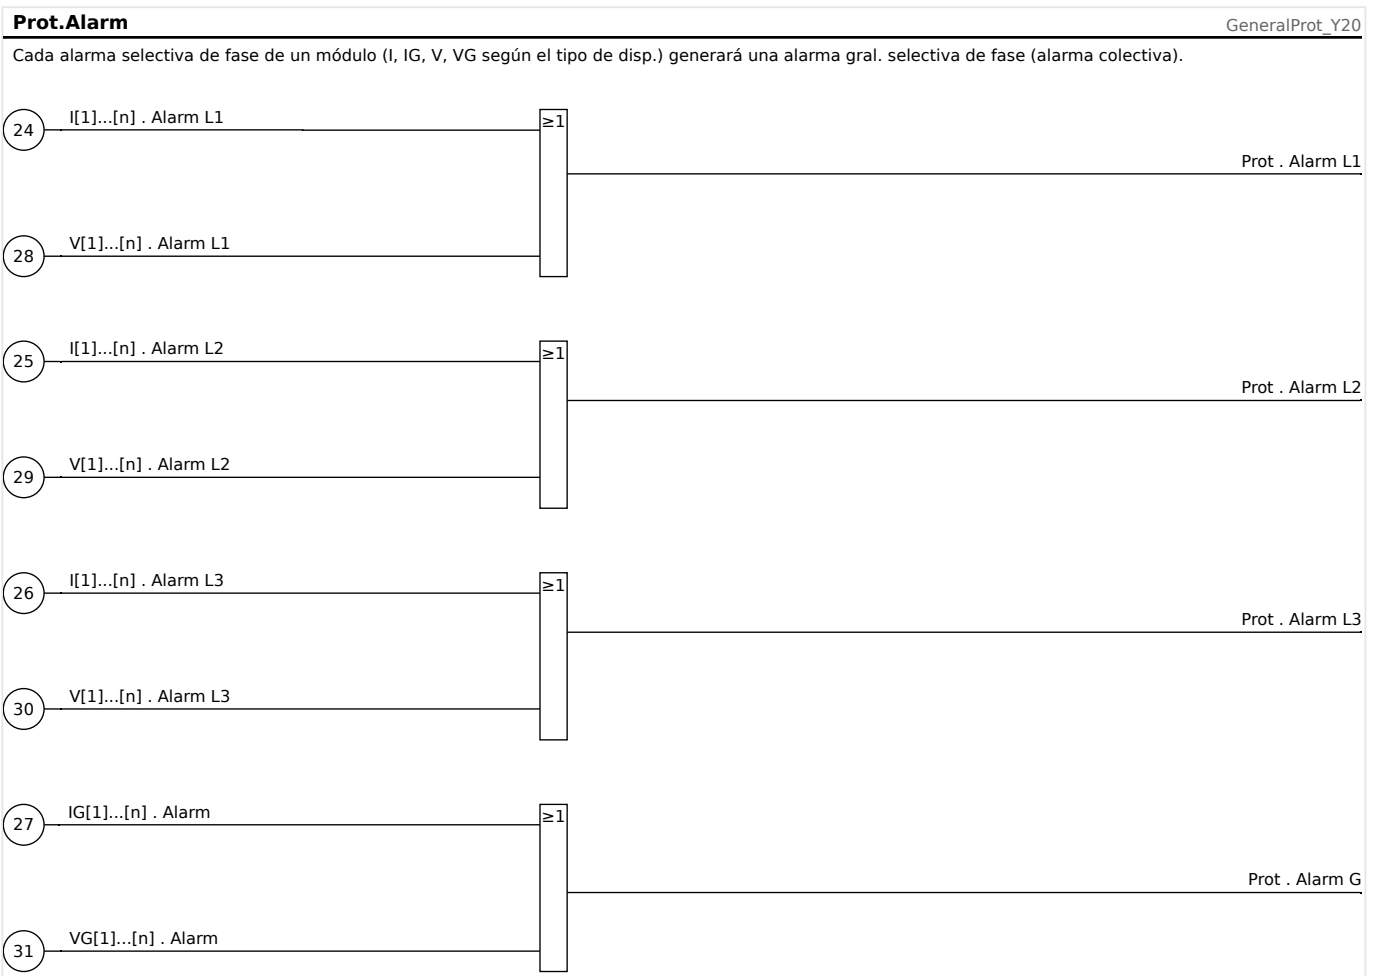 Prot.Alarm
GeneralProt_Y20
Cada alarma selectiva de fase de un módulo (I, IG, V, VG según el tipo de disp.) generará una alarma gral. selectiva de fase (alarma colectiva).
24
I[1]...[n] . Alarm L1
≥1
Prot . Alarm L1
28
V[1]...[n] . Alarm L1
25
I[1]...[n] . Alarm L2
≥1
Prot . Alarm L2
29
V[1]...[n] . Alarm L2
26
I[1]...[n] . Alarm L3
≥1
Prot . Alarm L3
30
V[1]...[n] . Alarm L3
27
IG[1]...[n] . Alarm
≥1
Prot . Alarm G
31
VG[1]...[n] . Alarm